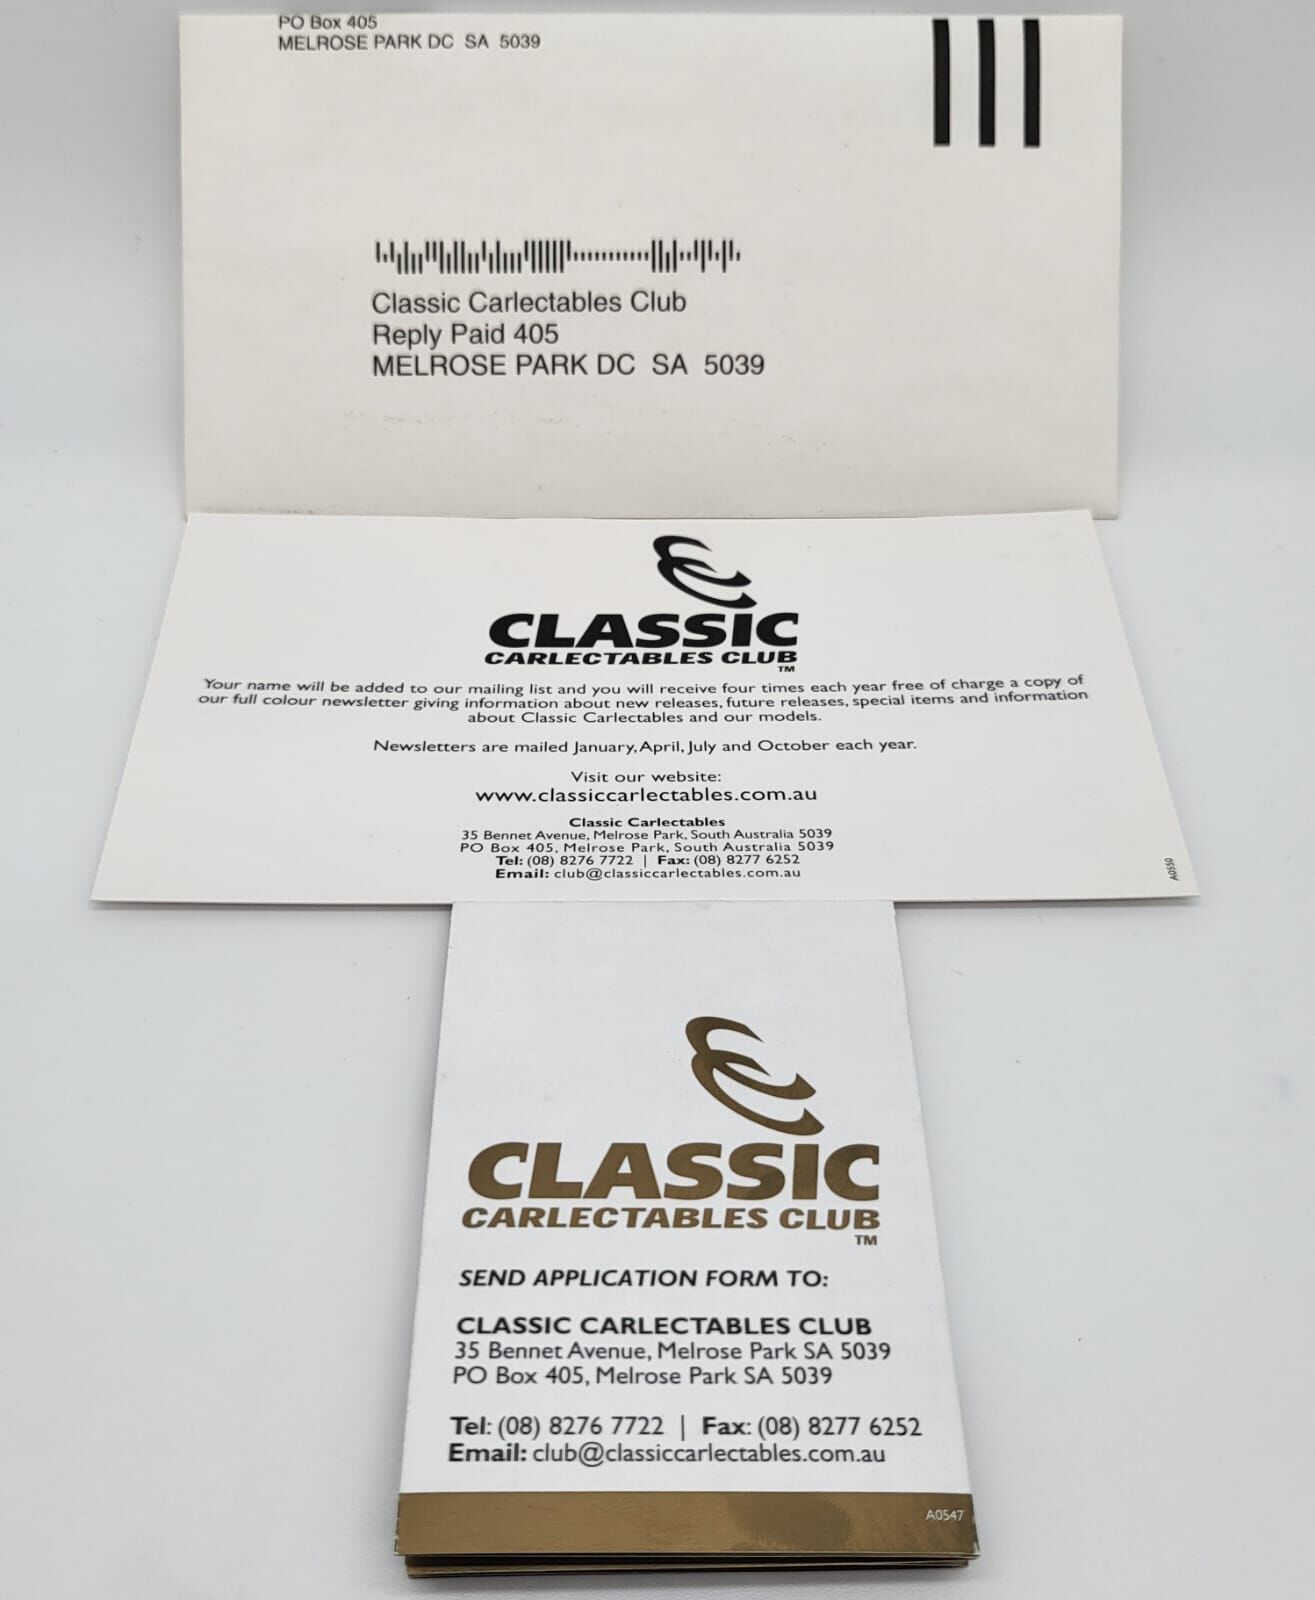 PO Box 405
MELROSE PARK DC SA 5039
Classic Carlectables Club
Reply Paid 405
MELROSE PARK DC SA 5039
CLASSIC
CARLECTABLES CLUB
TM
Your name will be added to our mailing list and you will receive four times each year free of charge a copy of
our full colour newsletter giving information about new releases, future releases, special items and information
about Classic Carlectables and our models.
Newsletters are mailed January, April, July and October each year.
Visit our website:
www.classiccarlectables.com.au
Classic Carlectables
35 Bennet Avenue, Melrose Park, South Australia 5039
PO Box 405, Melrose Park, South Australia 5039
Tel: (08) 8276 7722 | Fax: (08) 8277 6252
Email: club@classiccarlectables.com.au
A0550
CLASSIC
CARLECTABLES CLUB
TM
SEND APPLICATION FORM TO:
CLASSIC CARLECTABLES CLUB
35 Bennet Avenue, Melrose Park SA 5039
PO Box 405, Melrose Park SA 5039
Tel: (08) 8276 7722 | Fax: (08) 8277 6252
Email: club@classiccarlectables.com.au
A0547